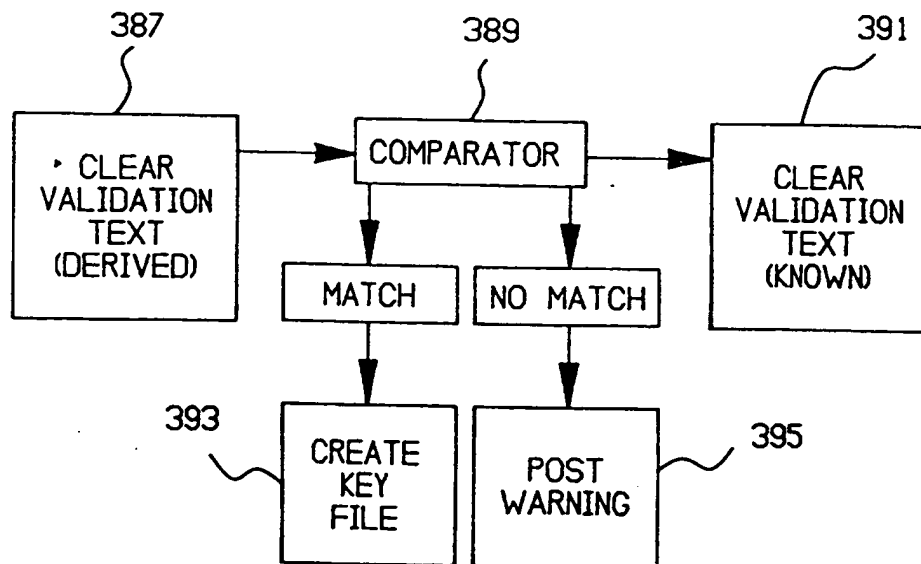 387
389
391
CLEAR
VALIDATION
TEXT
(DERIVED)
COMPARATOR
CLEAR
VALIDATION
TEXT
(KNOWN)
MATCH
NO MATCH
393
CREATE
KEY
FILE
POST
WARNING
395